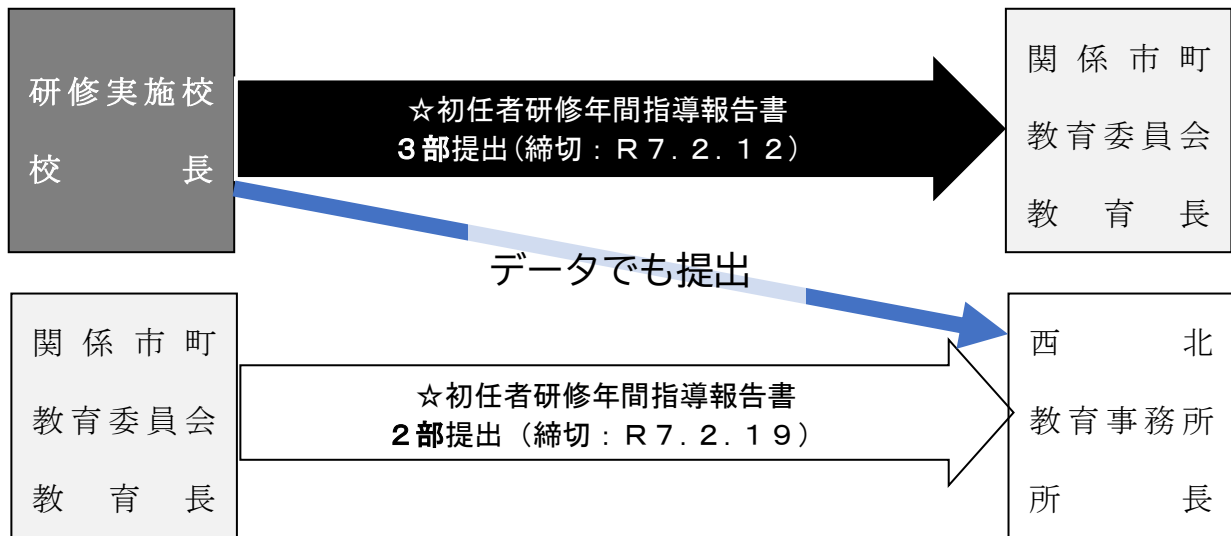 研修実施校
校長
☆初任者研修年間指導報告書
３部提出（締切：Ｒ７．２．１２）
関係市町
教育委員会
教育長
データでも提出
関係市町
教育委員会
教育長
☆初任者研修年間指導報告書
２部提出（締切：Ｒ７．２．１９）
西北
教育事務所
所長